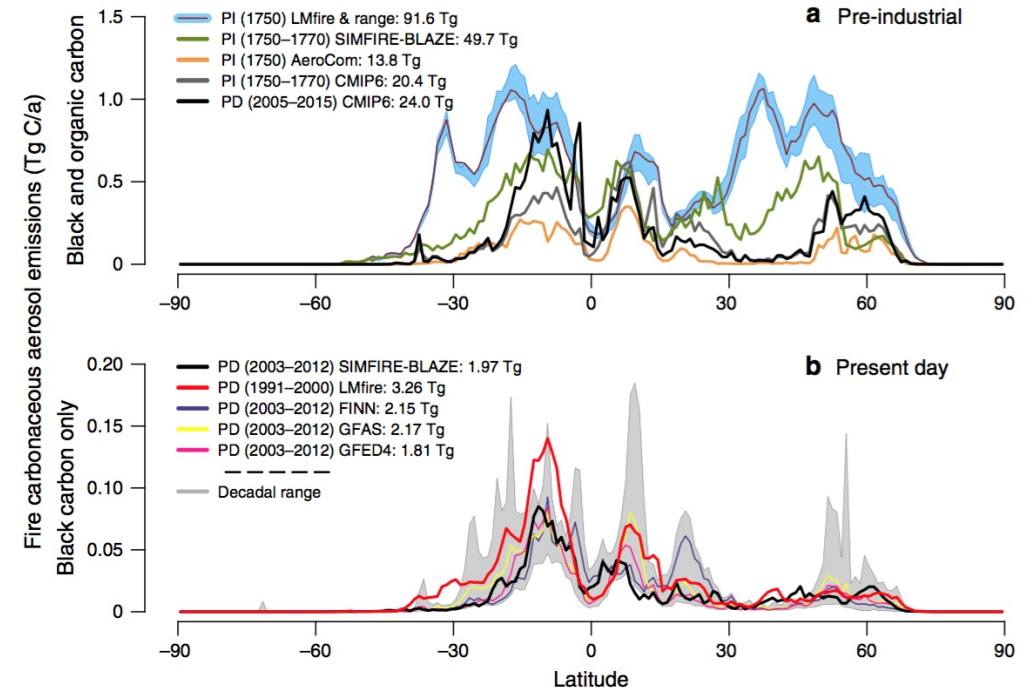 Fire carbonaceous aerosol emissions (Tg C/a)
Black and organic carbon
1.5
1.0
0.5
0
PI (1750) LMfire & range: 91.6 Tg
PI (1750–1770) SIMFIRE-BLAZE: 49.7 Tg
PI (1750) AeroCom: 13.8 Tg
PI (1750–1770) CMIP6: 20.4 Tg
PD (2005–2015) CMIP6: 24.0 Tg
a Pre-industrial
–90 –60 –30 0 30 60 90
Black carbon only
0.20
0.15
0.10
0.05
0
PD (2003–2012) SIMFIRE-BLAZE: 1.97 Tg
PD (1991–2000) LMfire: 3.26 Tg
PD (2003–2012) FINN: 2.15 Tg
PD (2003–2012) GFAS: 2.17 Tg
PD (2003–2012) GFED4: 1.81 Tg
Decadal range
b Present day
–90 –60 –30 0 30 60 90
Latitude